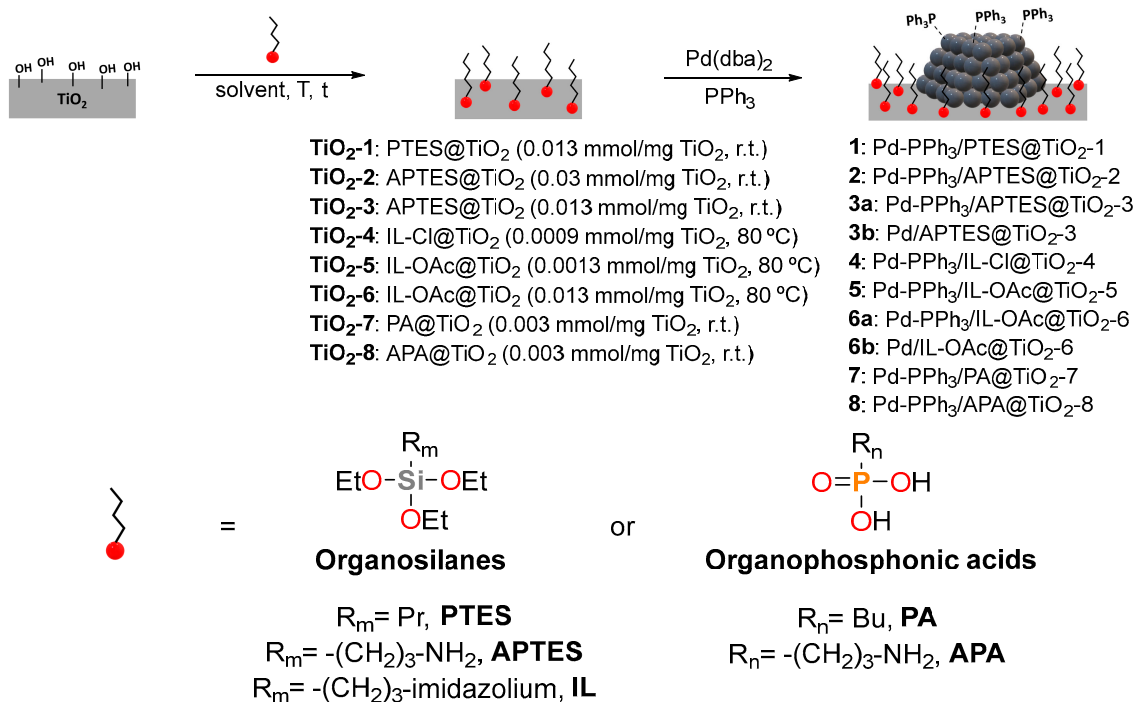 OH OH OH OH OH
TiO2
solvent, T, t
Pd(dba)2
PPh3
Ph3P PPh3 PPh3
TiO2-1: PTES@TiO2 (0.013 mmol/mg TiO2, r.t.)
TiO2-2: APTES@TiO2 (0.03 mmol/mg TiO2, r.t.)
TiO2-3: APTES@TiO2 (0.013 mmol/mg TiO2, r.t.)
TiO2-4: IL-Cl@TiO2 (0.0009 mmol/mg TiO2, 80 ºC)
TiO2-5: IL-OAc@TiO2 (0.0013 mmol/mg TiO2, 80 ºC)
TiO2-6: IL-OAc@TiO2 (0.013 mmol/mg TiO2, 80 ºC)
TiO2-7: PA@TiO2 (0.003 mmol/mg TiO2, r.t.)
TiO2-8: APA@TiO2 (0.003 mmol/mg TiO2, r.t.)
1: Pd-PPh3/PTES@TiO2-1
2: Pd-PPh3/APTES@TiO2-2
3a: Pd-PPh3/APTES@TiO2-3
3b: Pd/APTES@TiO2-3
4: Pd-PPh3/IL-Cl@TiO2-4
5: Pd-PPh3/IL-OAc@TiO2-5
6a: Pd-PPh3/IL-OAc@TiO2-6
6b: Pd/IL-OAc@TiO2-6
7: Pd-PPh3/PA@TiO2-7
8: Pd-PPh3/APA@TiO2-8
=
Rm
EtO-Si-OEt
OEt
Organosilanes
Rm= Pr, PTES
Rm= -(CH2)3-NH2, APTES
Rm= -(CH2)3-imidazolium, IL
or
Rn
O=P-OH
OH
Organophosphonic acids
Rn= Bu, PA
Rn= -(CH2)3-NH2, APA